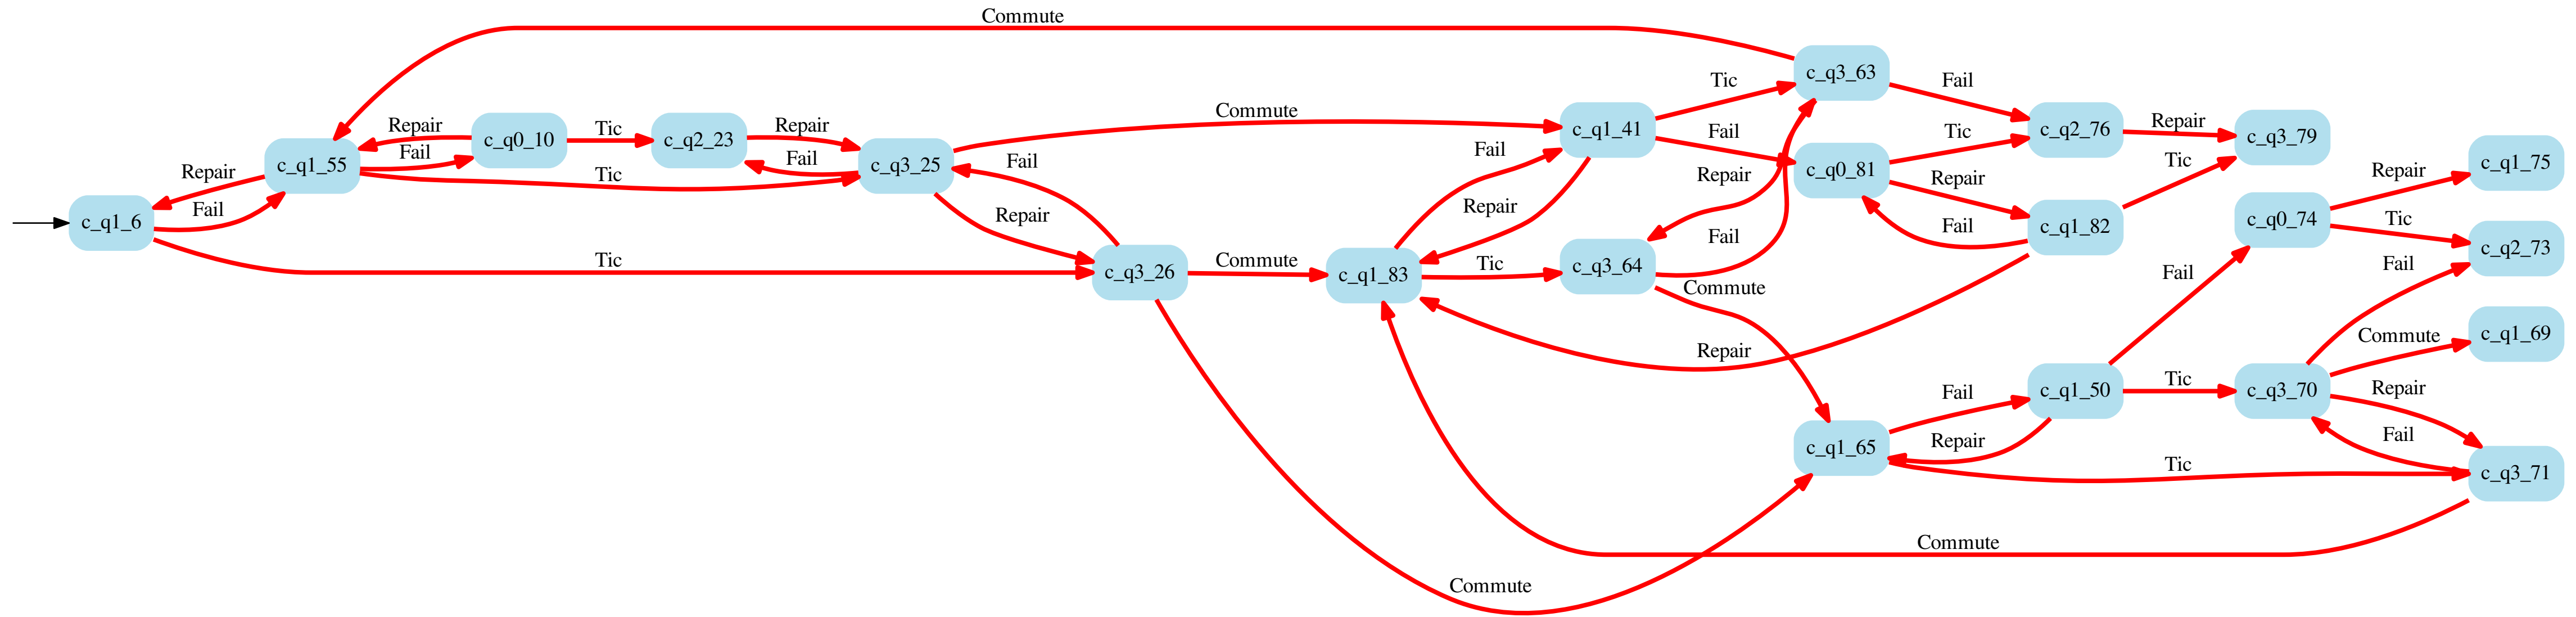 Commute
c_q3_63
Tic
Fail
c_q1_41
c_q2_76
Repair
c_q3_79
Commute
Repair
c_q0_10
Tic
c_q2_23
Repair
Fail
Tic
c_q1_75
c_q1_55
Fail
Fail
c_q3_25
Fail
c_q0_81
Repair
Tic
Repair
Repair
Tic
Fail
Repair
Repair
c_q1_6
Fail
Repair
Repair
Fail
Fail
c_q1_82
c_q0_74
Tic
c_q2_73
Tic
c_q3_26
Commute
c_q1_83
Tic
c_q3_64
Commute
Fail
Fail
c_q1_69
Commute
Repair
Fail
c_q1_50
Tic
c_q3_70
Repair
c_q1_65
Repair
Tic
Fail
c_q3_71
Commute
Commute